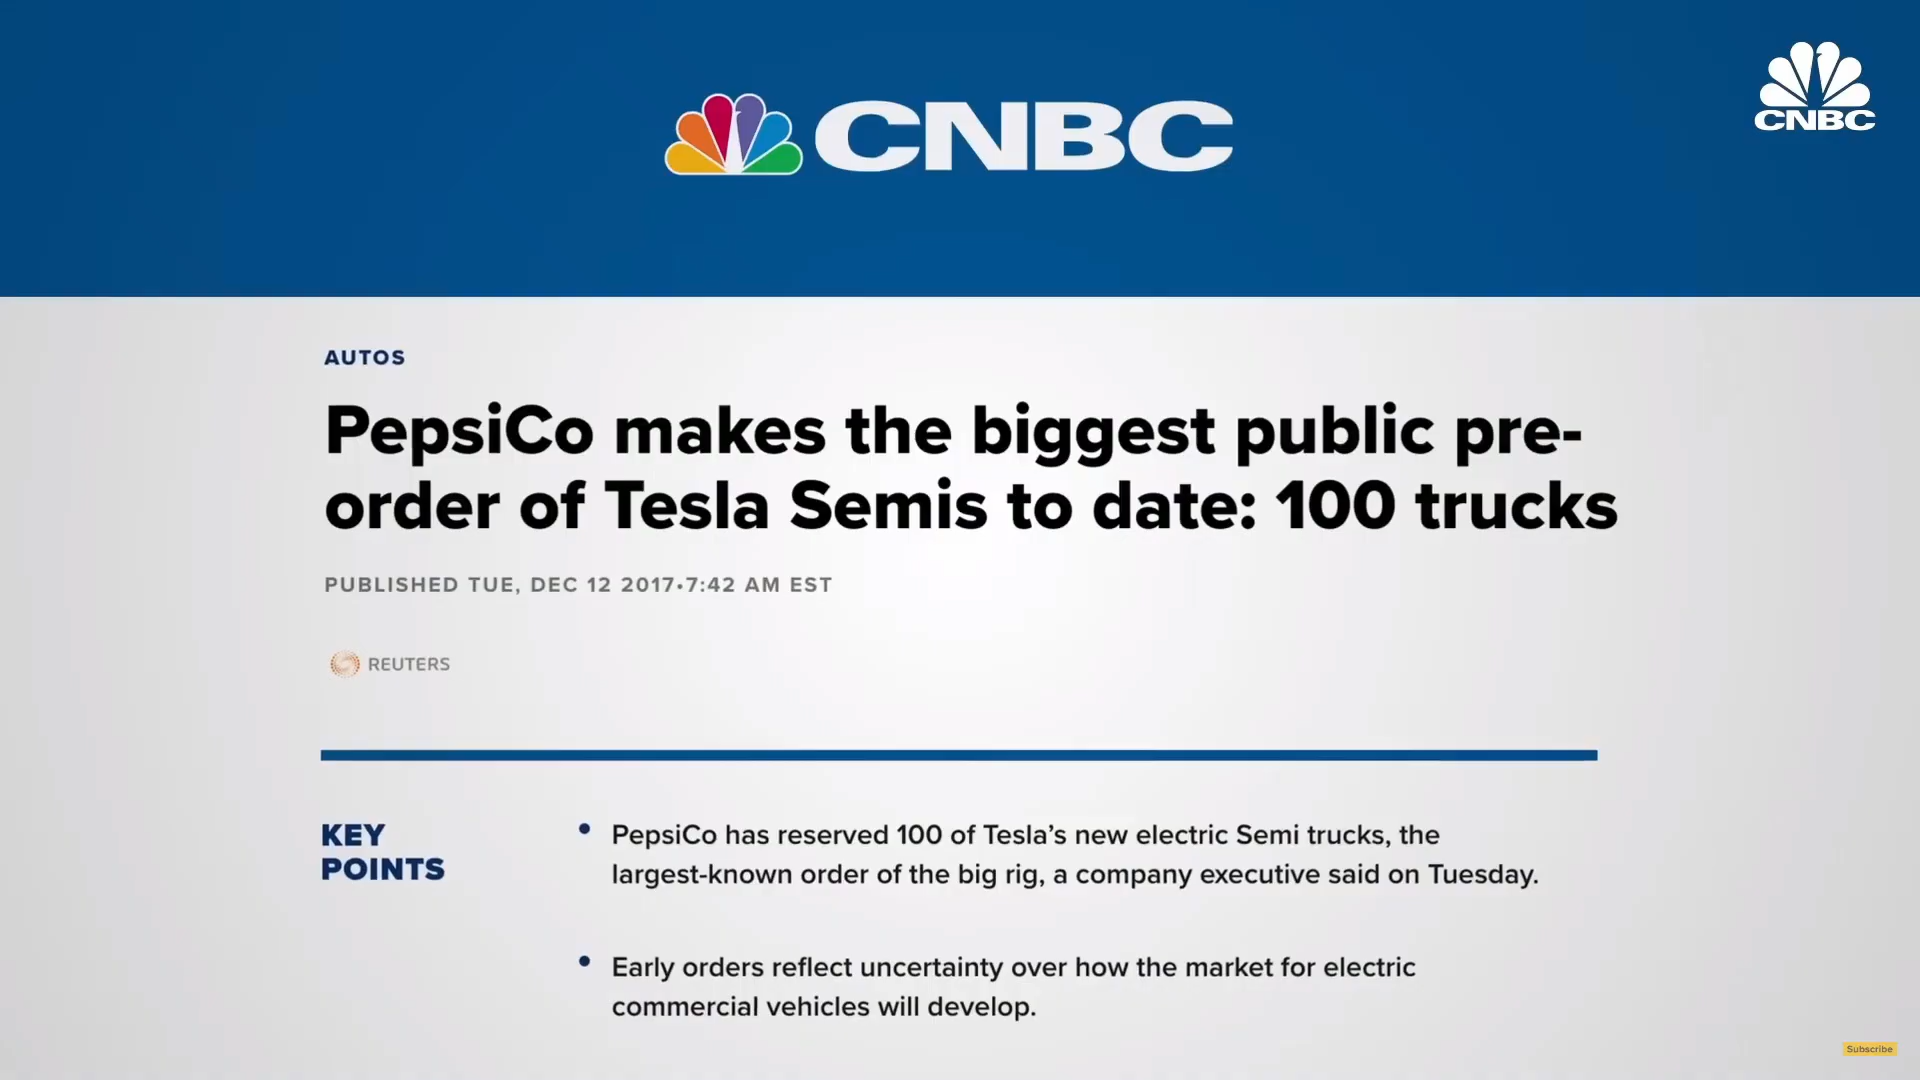 CNBC
CNBC
AUTOS
PepsiCo makes the biggest public pre-
order of Tesla Semis to date: 100 trucks
PUBLISHED TUE, DEC 12 2017•7:42 AM EST
REUTERS
KEY
POINTS
• PepsiCo has reserved 100 of Tesla’s new electric Semi trucks, the
largest-known order of the big rig, a company executive said on Tuesday.
• Early orders reflect uncertainty over how the market for electric
commercial vehicles will develop.
Subscribe